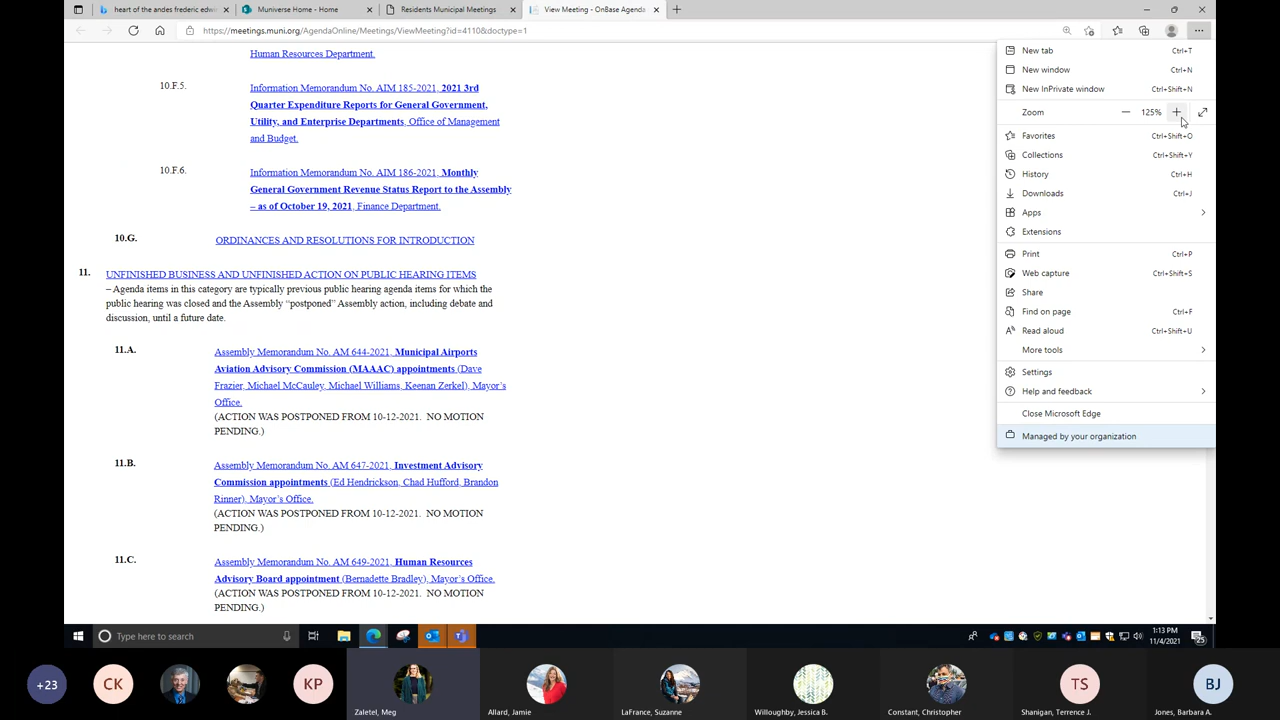 heart of the andes frederic edwin
Muniverse Home - Home
Residents Municipal Meetings
View Meeting - OnBase Agenda
https://meetings.muni.org/AgendaOnline/Meetings/ViewMeeting?id=4110&doctype=1
Human Resources Department.
10.F.5.
Information Memorandum No. AIM 185-2021, 2021 3rd
Quarter Expenditure Reports for General Government,
Utility, and Enterprise Departments, Office of Management
and Budget.
10.F.6.
Information Memorandum No. AIM 186-2021, Monthly
General Government Revenue Status Report to the Assembly
– as of October 19, 2021, Finance Department.
10.G.
ORDINANCES AND RESOLUTIONS FOR INTRODUCTION
11.
UNFINISHED BUSINESS AND UNFINISHED ACTION ON PUBLIC HEARING ITEMS
– Agenda items in this category are typically previous public hearing agenda items for which the
public hearing was closed and the Assembly “postponed” Assembly action, including debate and
discussion, until a future date.
11.A.
Assembly Memorandum No. AM 644-2021, Municipal Airports
Aviation Advisory Commission (MAAAC) appointments (Dave
Frazier, Michael McCauley, Michael Williams, Keenan Zerkel), Mayor’s
Office.
(ACTION WAS POSTPONED FROM 10-12-2021. NO MOTION
PENDING.)
11.B.
Assembly Memorandum No. AM 647-2021, Investment Advisory
Commission appointments (Ed Hendrickson, Chad Hufford, Brandon
Rinner), Mayor’s Office.
(ACTION WAS POSTPONED FROM 10-12-2021. NO MOTION
PENDING.)
11.C.
Assembly Memorandum No. AM 649-2021, Human Resources
Advisory Board appointment (Bernadette Bradley), Mayor’s Office.
(ACTION WAS POSTPONED FROM 10-12-2021. NO MOTION
PENDING.)
New tab Ctrl+T
New window Ctrl+N
New InPrivate window Ctrl+Shift+N
Zoom 125%
Favorites Ctrl+Shift+O
Collections Ctrl+Shift+Y
History Ctrl+H
Downloads Ctrl+J
Apps
Extensions
Print Ctrl+P
Web capture Ctrl+Shift+S
Share
Find on page Ctrl+F
Read aloud Ctrl+Shift+U
More tools
Settings
Help and feedback
Close Microsoft Edge
Managed by your organization
Type here to search
1:13 PM
11/4/2021
25
+23
CK
KP
TS
BJ
Zaletel, Meg
Allard, Jamie
LaFrance, Suzanne
Willoughby, Jessica B.
Constant, Christopher
Shanigan, Terrence J.
Jones, Barbara A.